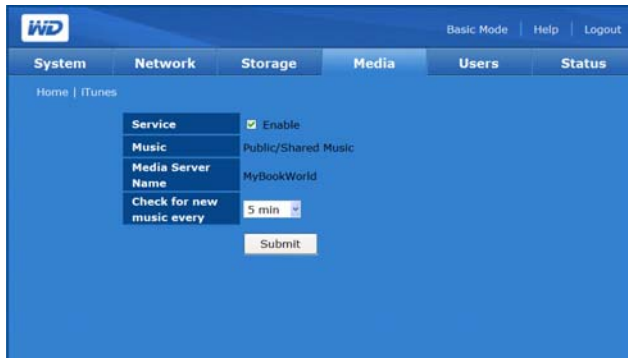 WD
Basic Mode | Help | Logout
System Network Storage Media Users Status
Home | iTunes
Service Enable
Music Public/Shared Music
Media Server
Name MyBookWorld
Check for new
music every 5 min
Submit